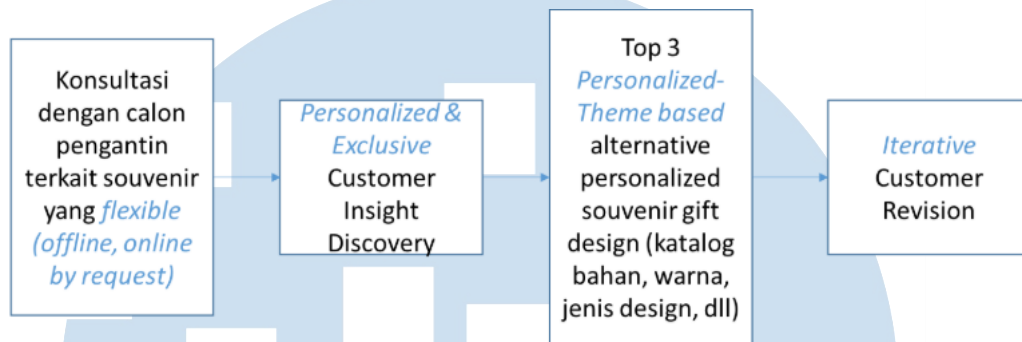 Konsultasi
dengan calon
pengantin
terkait souvenir
yang flexible
(offline, online
by request)
Personalized &
Exclusive
Customer
Insight
Discovery
Top 3
Personalized-
Theme based
alternative
personalized
souvenir gift
design (katalog
bahan, warna,
jenis design, dll)
Iterative
Customer
Revision